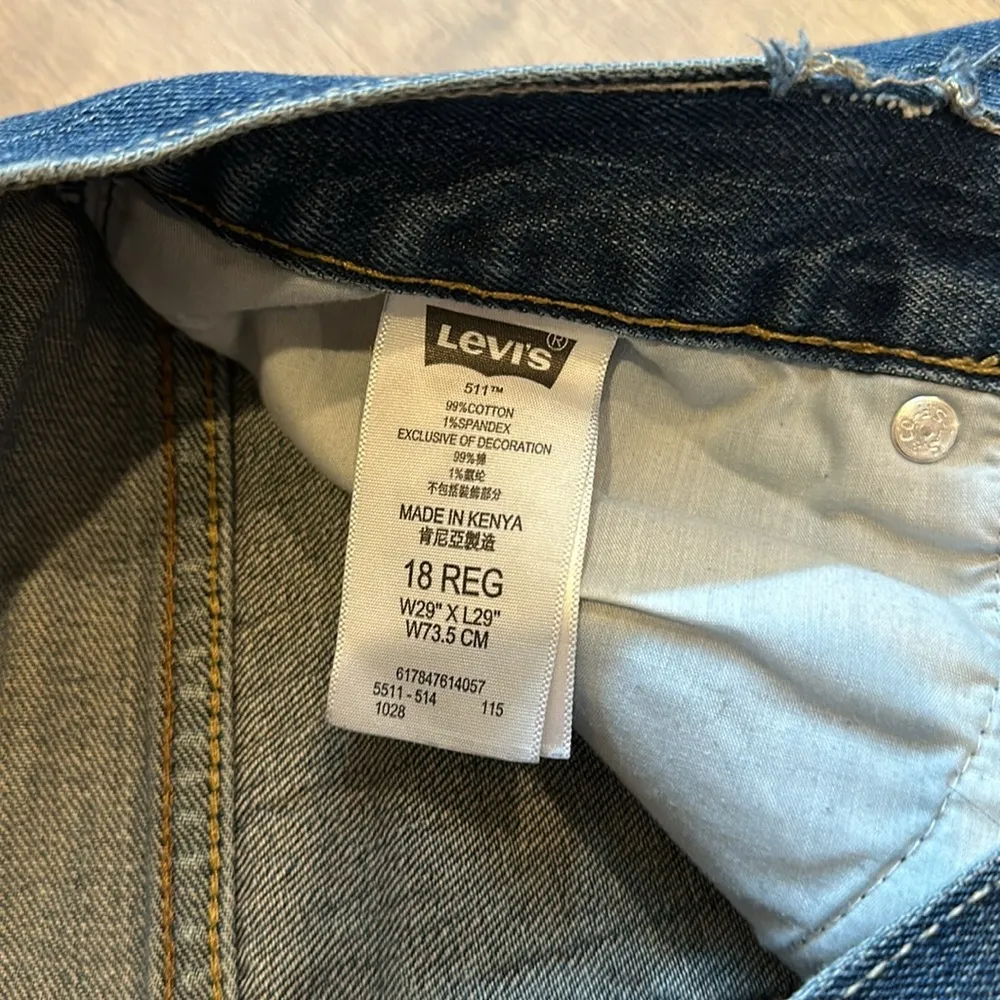 Levi's®
511™
99%COTTON
1%SPANDEX
EXCLUSIVE OF DECORATION
99%棉
1%氨纶
不包括裝飾部分
MADE IN KENYA
肯尼亞製造
18 REG
W29" X L29"
W73.5 CM
617847614057
5511 - 514
1028 115